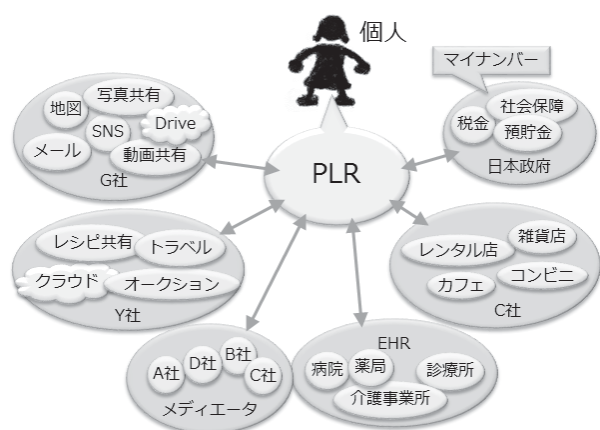 個人
マイナンバー
写真共有
地図
SNS
Drive
メール
動画共有
G社
社会保障
税金
預貯金
日本政府
PLR
レシピ共有
トラベル
クラウド
オークション
Y社
雑貨店
レンタル店
カフェ
コンビニ
C社
A社
D社
B社
C社
メディエータ
EHR
病院
薬局
診療所
介護事業所